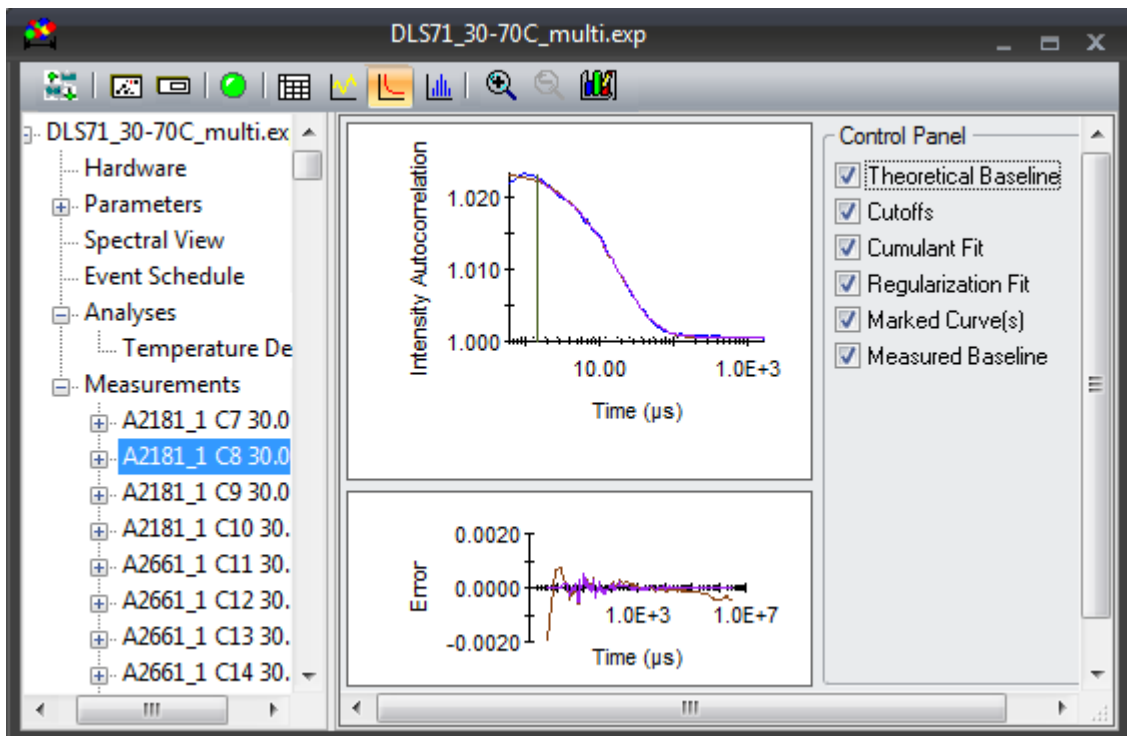 DLS71_30-70C_multi.exp
DLS71_30-70C_multi.ex
Hardware
Parameters
Spectral View
Event Schedule
Analyses
Temperature De
Measurements
A2181_1 C7 30.0
A2181_1 C8 30.0
A2181_1 C9 30.0
A2181_1 C10 30.
A2661_1 C11 30.
A2661_1 C12 30.
A2661_1 C13 30.
A2661_1 C14 30.
Intensity Autocorrelation
1.020
1.010
1.000
10.00 1.0E+3
Time (µs)
Error
0.0020
0.0000
-0.0020
1.0E+3 1.0E+7
Time (µs)
Control Panel
Theoretical Baseline
Cutoffs
Cumulant Fit
Regularization Fit
Marked Curve(s)
Measured Baseline